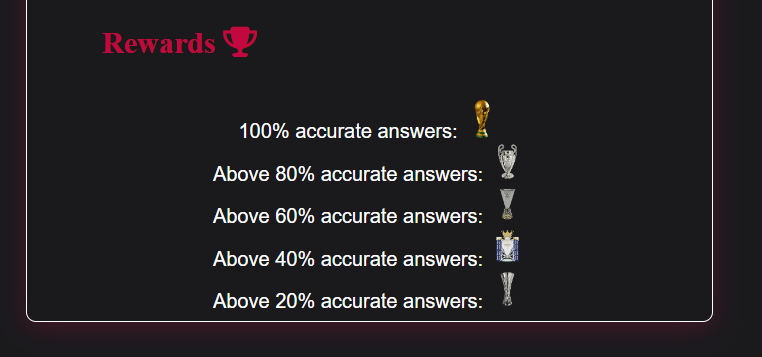 Rewards
100% accurate answers:
Above 80% accurate answers:
Above 60% accurate answers:
Above 40% accurate answers:
Above 20% accurate answers: